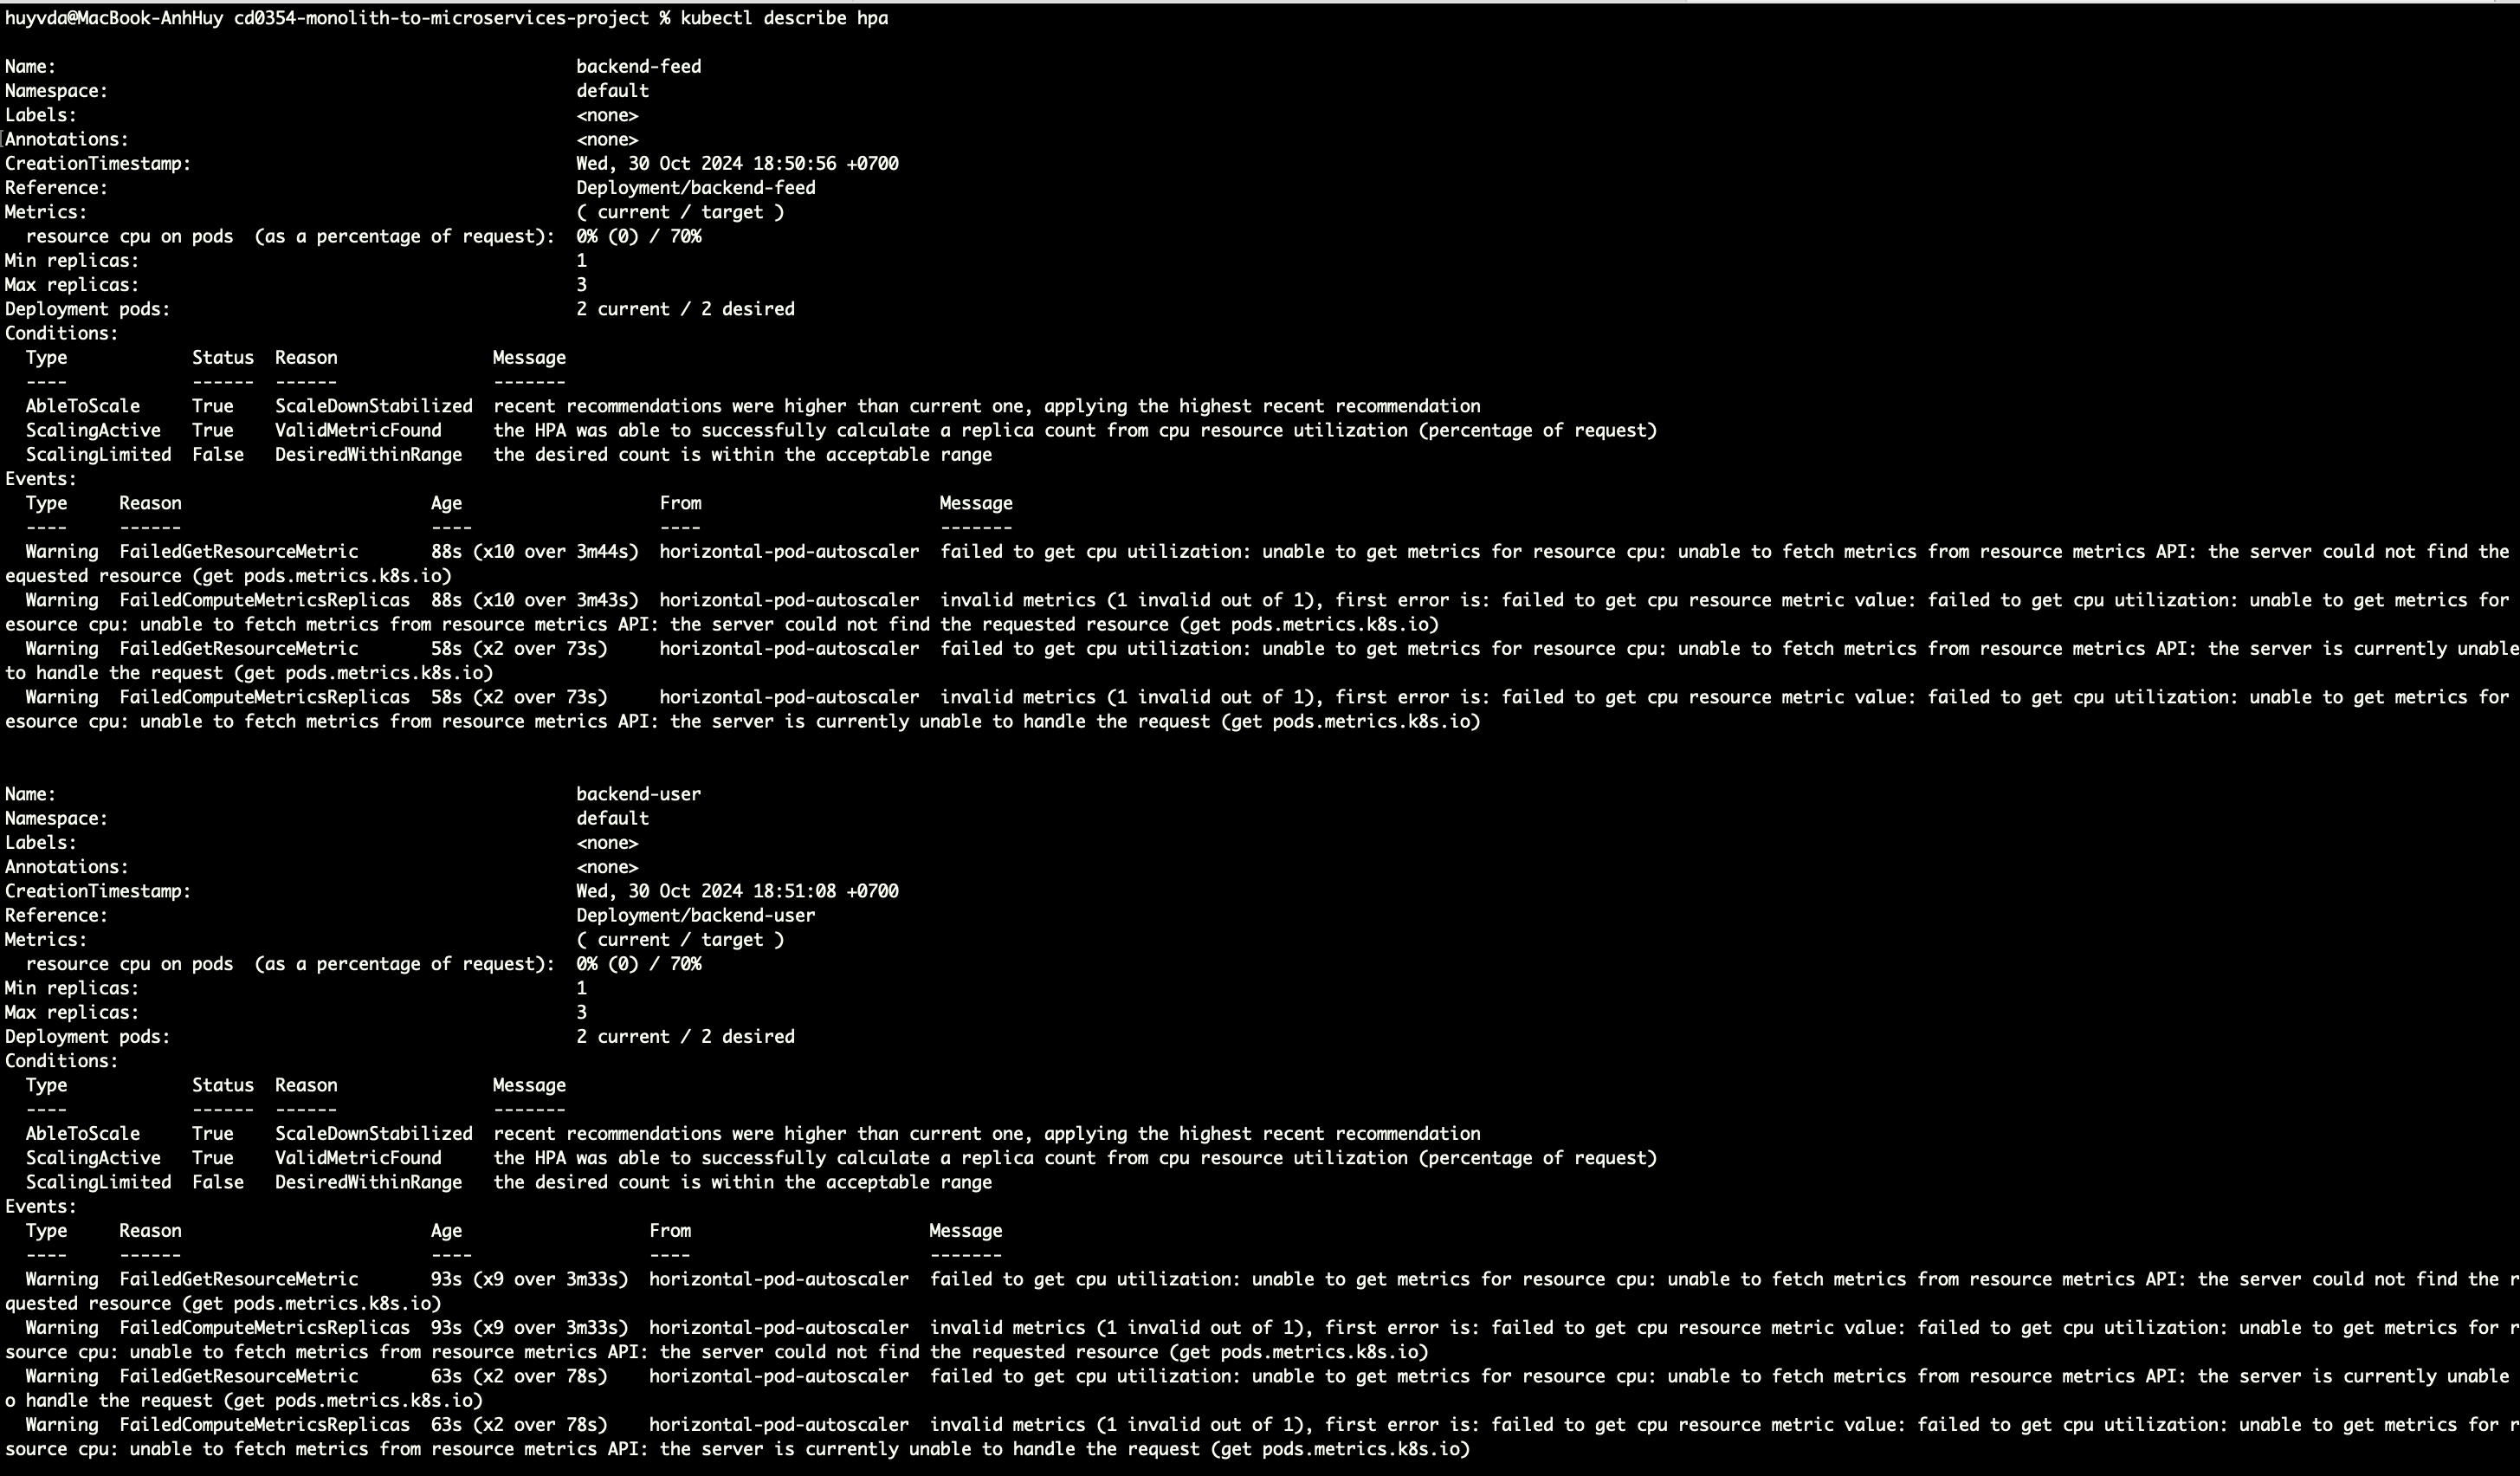 huyvda@MacBook-AnhHuy cd0354-monolith-to-microservices-project % kubectl describe hpa
Name: backend-feed
Namespace: default
Labels: <none>
Annotations: <none>
CreationTimestamp: Wed, 30 Oct 2024 18:50:56 +0700
Reference: Deployment/backend-feed
Metrics: ( current / target )
resource cpu on pods (as a percentage of request): 0% (0) / 70%
Min replicas: 1
Max replicas: 3
Deployment pods: 2 current / 2 desired
Conditions:
Type Status Reason Message
---- ------ ------ -------
AbleToScale True ScaleDownStabilized recent recommendations were higher than current one, applying the highest recent recommendation
ScalingActive True ValidMetricFound the HPA was able to successfully calculate a replica count from cpu resource utilization (percentage of request)
ScalingLimited False DesiredWithinRange the desired count is within the acceptable range
Events:
Type Reason Age From Message
---- ------ ---- ---- -------
Warning FailedGetResourceMetric 88s (x10 over 3m44s) horizontal-pod-autoscaler failed to get cpu utilization: unable to get metrics for resource cpu: unable to fetch metrics from resource metrics API: the server could not find the
equested resource (get pods.metrics.k8s.io)
Warning FailedComputeMetricsReplicas 88s (x10 over 3m43s) horizontal-pod-autoscaler invalid metrics (1 invalid out of 1), first error is: failed to get cpu resource metric value: failed to get cpu utilization: unable to get metrics for
esource cpu: unable to fetch metrics from resource metrics API: the server could not find the requested resource (get pods.metrics.k8s.io)
Warning FailedGetResourceMetric 58s (x2 over 73s) horizontal-pod-autoscaler failed to get cpu utilization: unable to get metrics for resource cpu: unable to fetch metrics from resource metrics API: the server is currently unable
to handle the request (get pods.metrics.k8s.io)
Warning FailedComputeMetricsReplicas 58s (x2 over 73s) horizontal-pod-autoscaler invalid metrics (1 invalid out of 1), first error is: failed to get cpu resource metric value: failed to get cpu utilization: unable to get metrics for
esource cpu: unable to fetch metrics from resource metrics API: the server is currently unable to handle the request (get pods.metrics.k8s.io)
Name: backend-user
Namespace: default
Labels: <none>
Annotations: <none>
CreationTimestamp: Wed, 30 Oct 2024 18:51:08 +0700
Reference: Deployment/backend-user
Metrics: ( current / target )
resource cpu on pods (as a percentage of request): 0% (0) / 70%
Min replicas: 1
Max replicas: 3
Deployment pods: 2 current / 2 desired
Conditions:
Type Status Reason Message
---- ------ ------ -------
AbleToScale True ScaleDownStabilized recent recommendations were higher than current one, applying the highest recent recommendation
ScalingActive True ValidMetricFound the HPA was able to successfully calculate a replica count from cpu resource utilization (percentage of request)
ScalingLimited False DesiredWithinRange the desired count is within the acceptable range
Events:
Type Reason Age From Message
---- ------ ---- ---- -------
Warning FailedGetResourceMetric 93s (x9 over 3m33s) horizontal-pod-autoscaler failed to get cpu utilization: unable to get metrics for resource cpu: unable to fetch metrics from resource metrics API: the server could not find the r
quested resource (get pods.metrics.k8s.io)
Warning FailedComputeMetricsReplicas 93s (x9 over 3m33s) horizontal-pod-autoscaler invalid metrics (1 invalid out of 1), first error is: failed to get cpu resource metric value: failed to get cpu utilization: unable to get metrics for r
source cpu: unable to fetch metrics from resource metrics API: the server could not find the requested resource (get pods.metrics.k8s.io)
Warning FailedGetResourceMetric 63s (x2 over 78s) horizontal-pod-autoscaler failed to get cpu utilization: unable to get metrics for resource cpu: unable to fetch metrics from resource metrics API: the server is currently unable
o handle the request (get pods.metrics.k8s.io)
Warning FailedComputeMetricsReplicas 63s (x2 over 78s) horizontal-pod-autoscaler invalid metrics (1 invalid out of 1), first error is: failed to get cpu resource metric value: failed to get cpu utilization: unable to get metrics for r
source cpu: unable to fetch metrics from resource metrics API: the server is currently unable to handle the request (get pods.metrics.k8s.io)